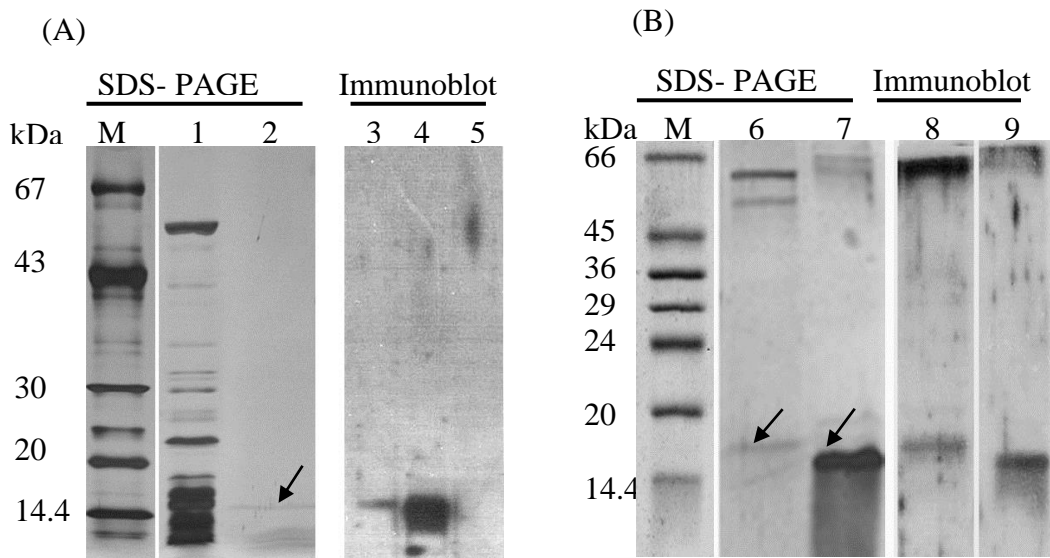 (A)
SDS- PAGE Immunoblot
kDa M 1 2 3 4 5
67
43
30
20
14.4
(B)
SDS- PAGE Immunoblot
kDa M 6 7 8 9
66
45
36
29
24
20
14.4